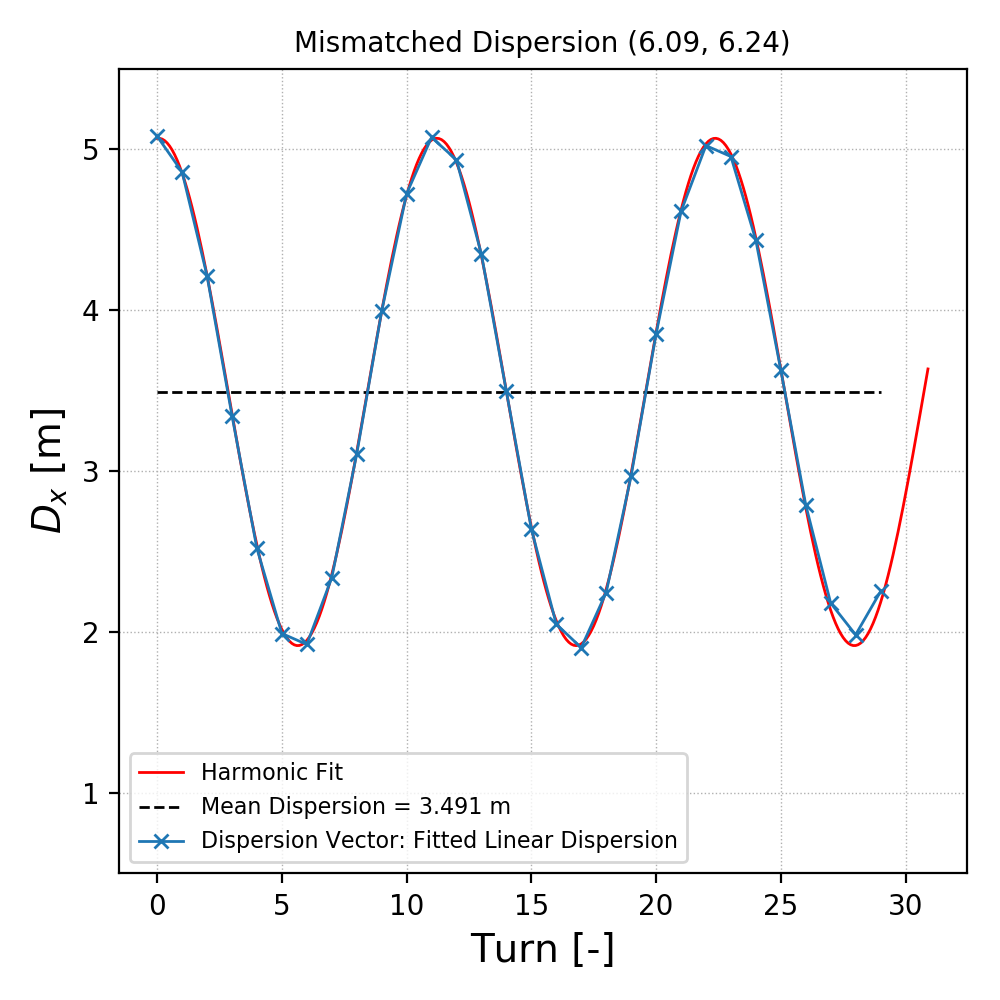 Mismatched Dispersion (6.09, 6.24)
5
4
3
2
1
D_x [m]
Harmonic Fit
Mean Dispersion = 3.491 m
Dispersion Vector: Fitted Linear Dispersion
0 5 10 15 20 25 30
Turn [-]